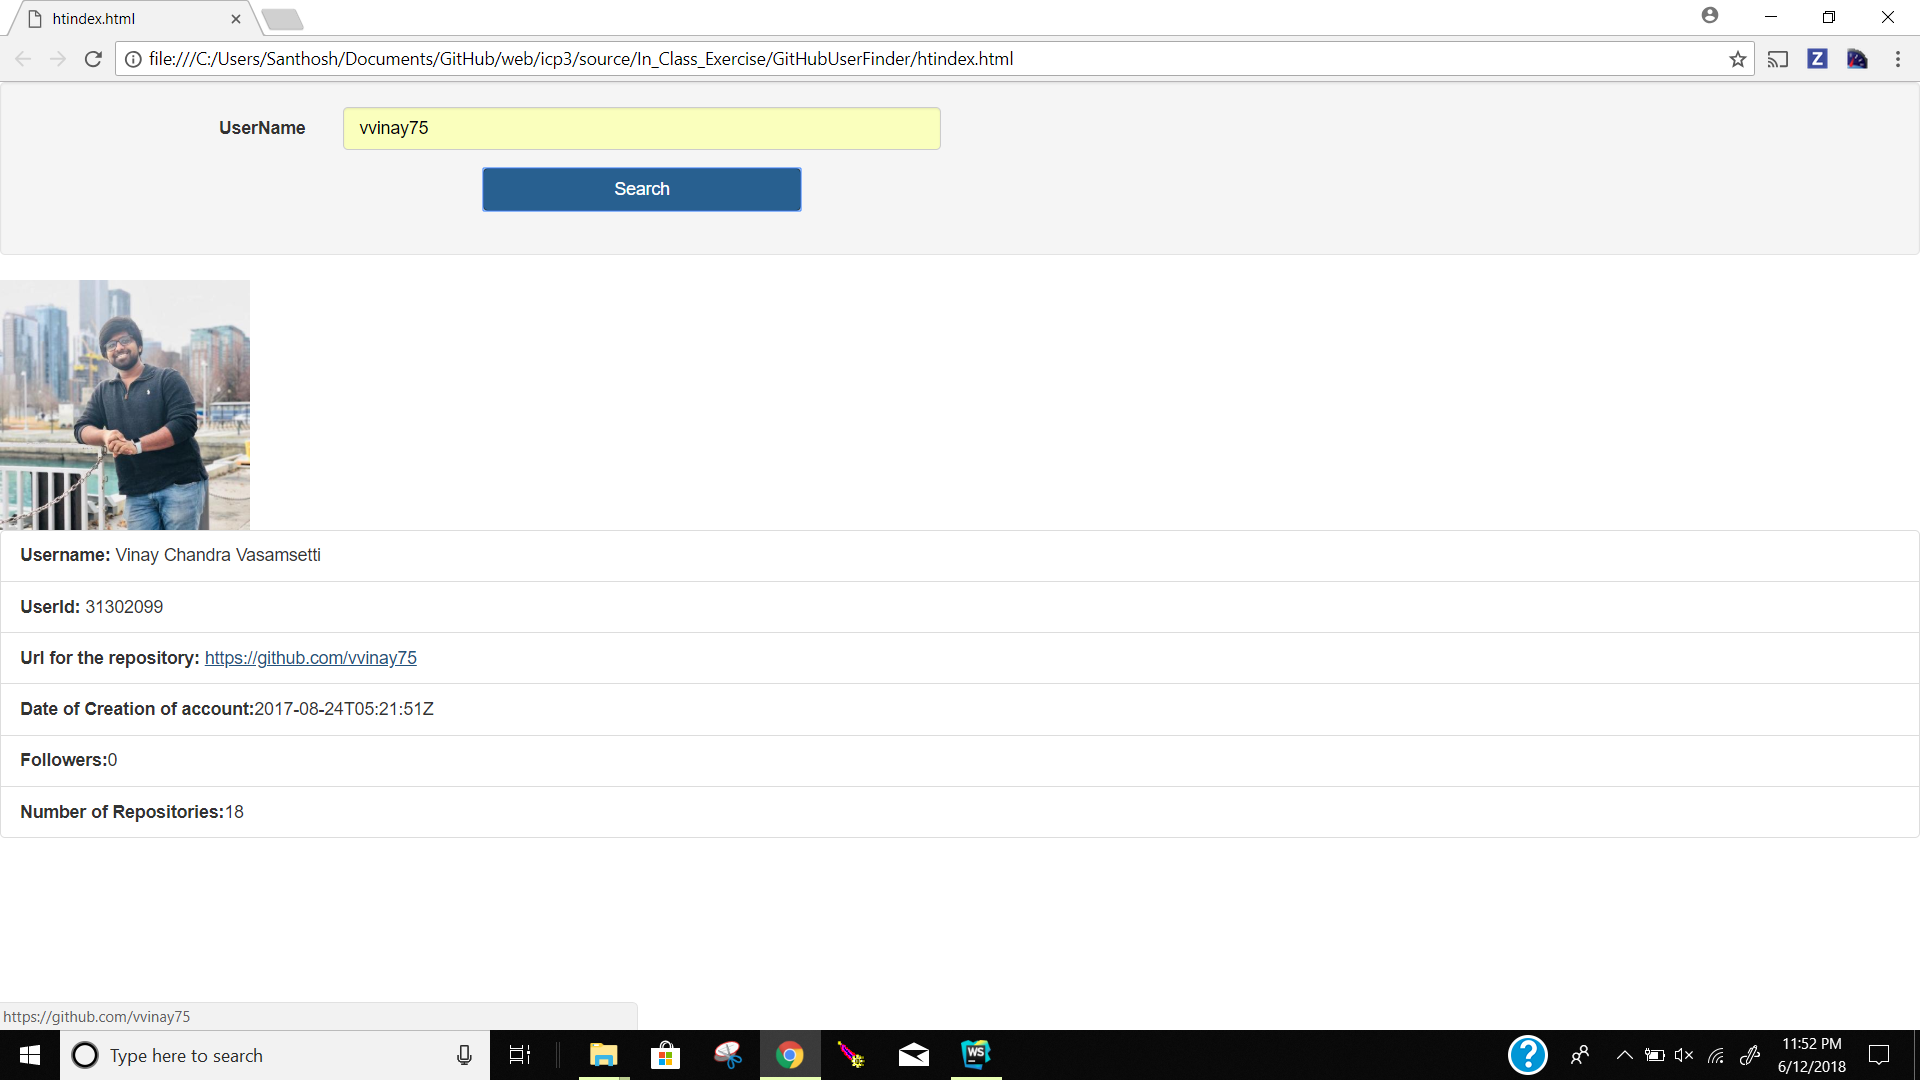 htindex.html
file:///C:/Users/Santhosh/Documents/GitHub/web/icp3/source/In_Class_Exercise/GitHubUserFinder/htindex.html
Z
UserName vvinay75
Search
Username: Vinay Chandra Vasamsetti
UserId: 31302099
Url for the repository: https://github.com/vvinay75
Date of Creation of account:2017-08-24T05:21:51Z
Followers:0
Number of Repositories:18
https://github.com/vvinay75
Type here to search
WS
?
11:52 PM
6/12/2018